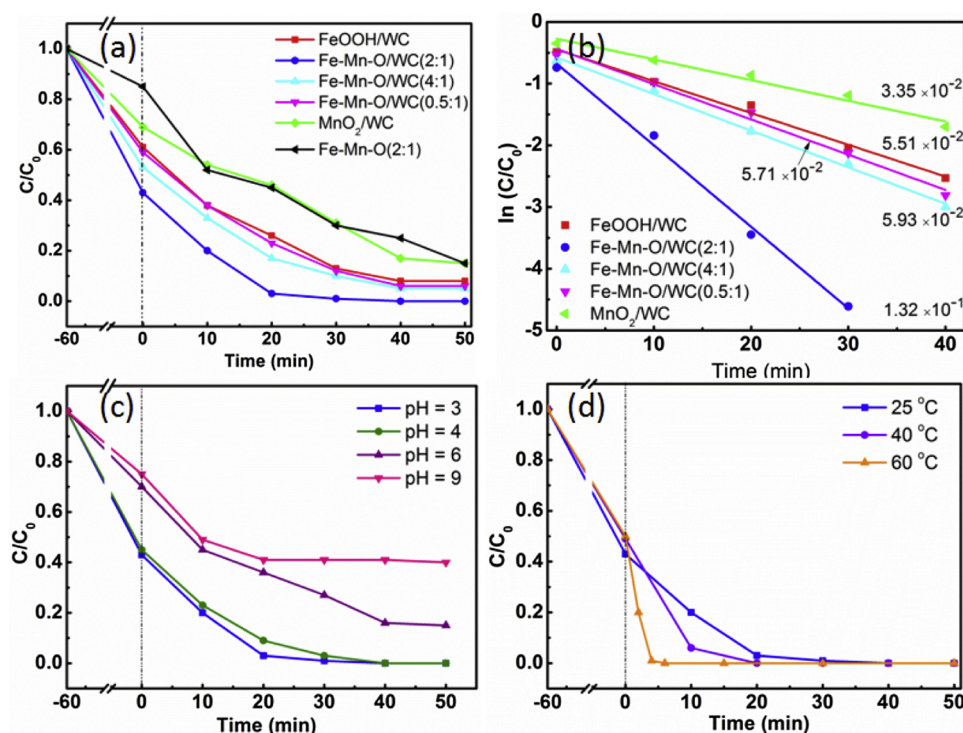 (a)
FeOOH/WC
Fe-Mn-O/WC(2:1)
Fe-Mn-O/WC(4:1)
Fe-Mn-O/WC(0.5:1)
MnO₂/WC
Fe-Mn-O(2:1)
C/C₀
1.0
0.8
0.6
0.4
0.2
0.0
-60 0 10 20 30 40 50
Time (min)
(b)
ln (C/C₀)
0
-1
-2
-3
-4
-5
3.35 ×10⁻²
5.51 ×10⁻²
5.71 ×10⁻²
5.93 ×10⁻²
1.32 ×10⁻¹
FeOOH/WC
Fe-Mn-O/WC(2:1)
Fe-Mn-O/WC(4:1)
Fe-Mn-O/WC(0.5:1)
MnO₂/WC
0 10 20 30 40
Time (min)
(c)
pH = 3
pH = 4
pH = 6
pH = 9
C/C₀
1.0
0.8
0.6
0.4
0.2
0.0
-60 0 10 20 30 40 50
Time (min)
(d)
25 °C
40 °C
60 °C
C/C₀
1.0
0.8
0.6
0.4
0.2
0.0
-60 0 10 20 30 40 50
Time (min)